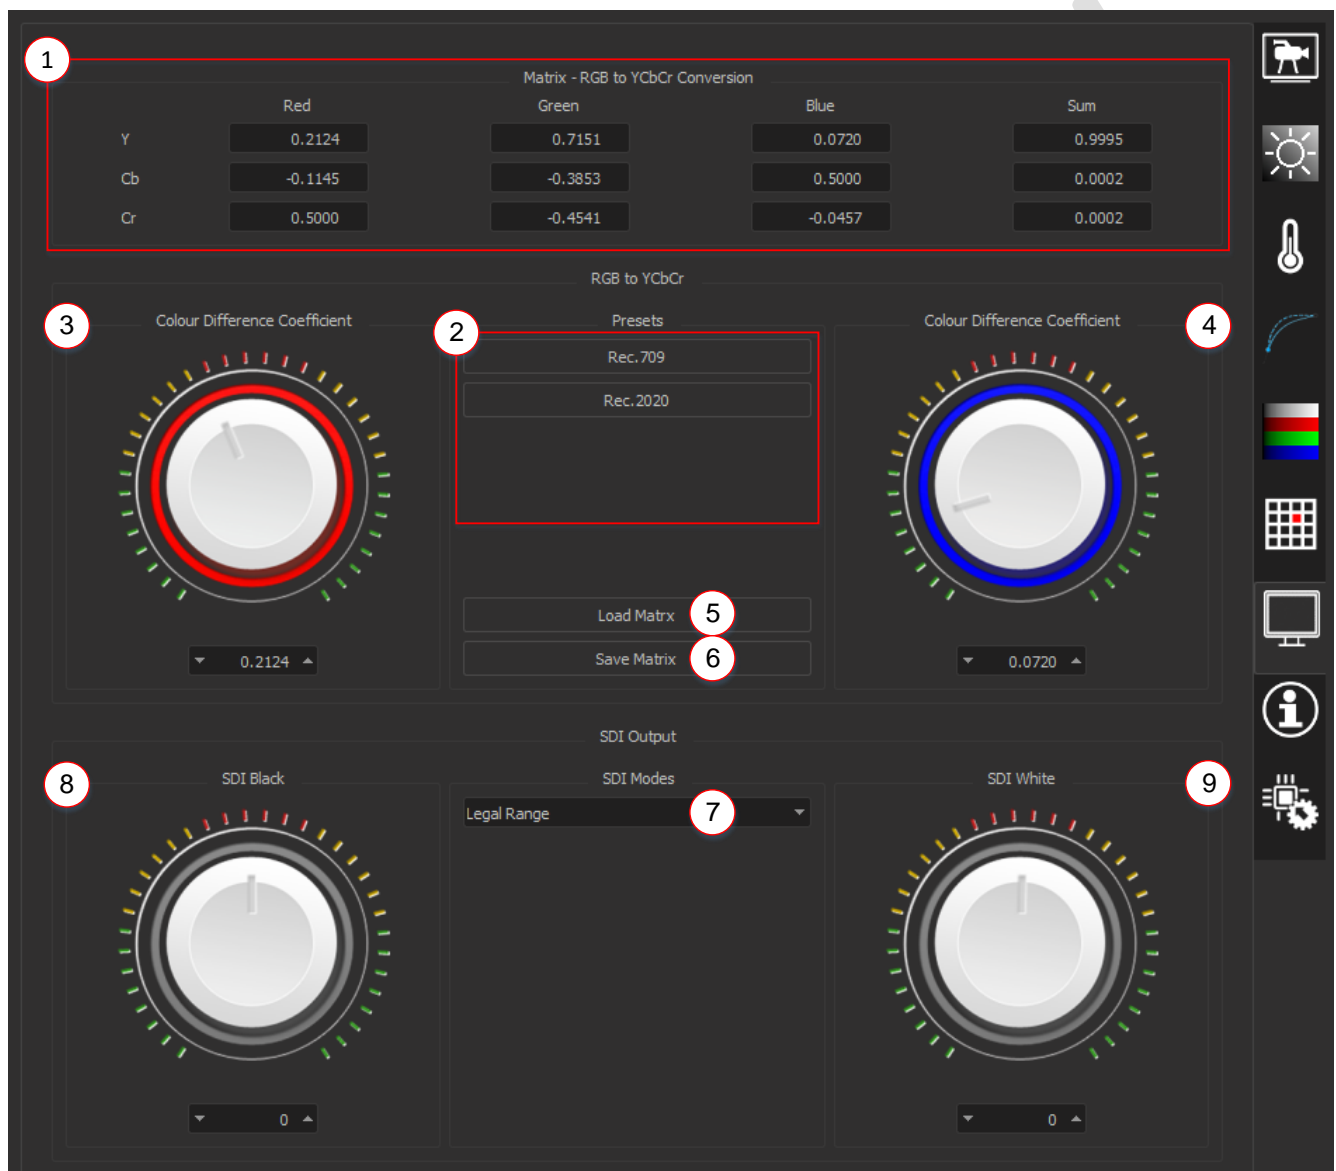 1
Matrix - RGB to YCbCr Conversion
Red Green Blue Sum
Y 0.2124 0.7151 0.0720 0.9995
Cb -0.1145 -0.3853 0.5000 0.0002
Cr 0.5000 -0.4541 -0.0457 0.0002
RGB to YCbCr
3 Colour Difference Coefficient 2 Presets Colour Difference Coefficient 4
Rec.709
Rec.2020
Load Matrx 5
Save Matrix 6
0.2124 0.0720
SDI Output
8 SDI Black SDI Modes SDI White 9
Legal Range 7
0 0